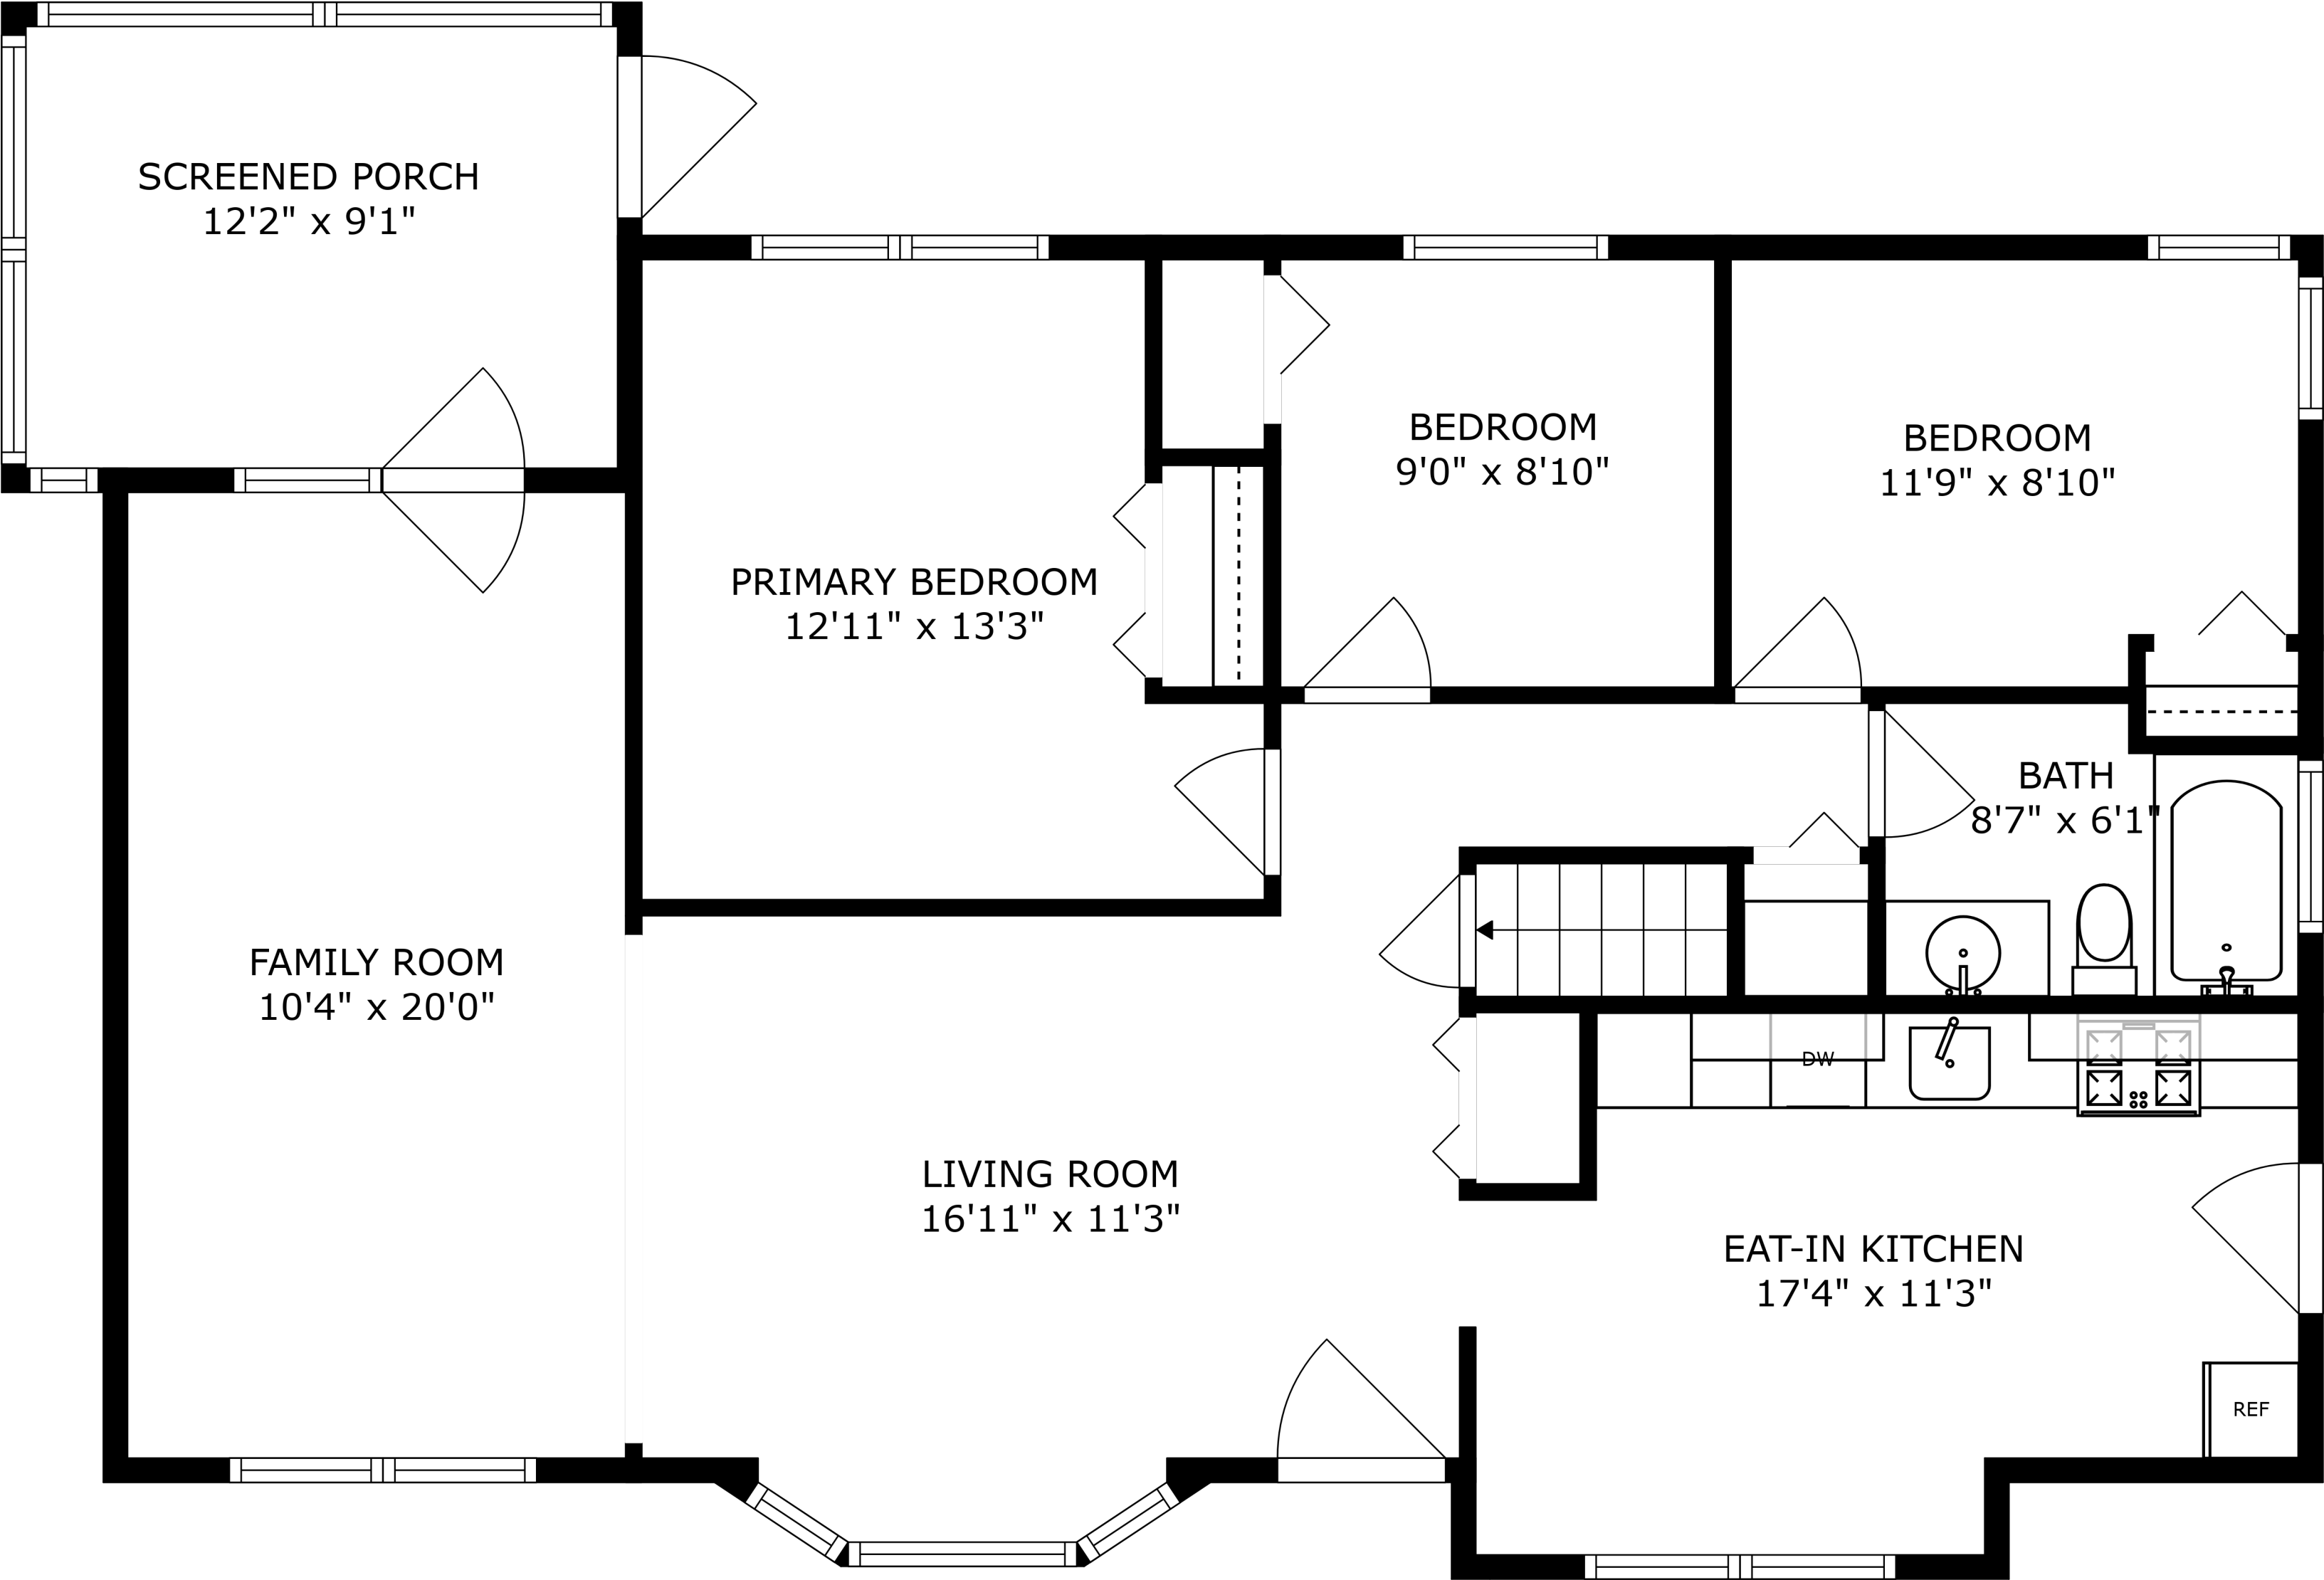 SCREENED PORCH
12'2" x 9'1"
BEDROOM
9'0" x 8'10"
BEDROOM
11'9" x 8'10"
PRIMARY BEDROOM
12'11" x 13'3"
BATH
8'7" x 6'1"
FAMILY ROOM
10'4" x 20'0"
DW
LIVING ROOM
16'11" x 11'3"
EAT-IN KITCHEN
17'4" x 11'3"
REF